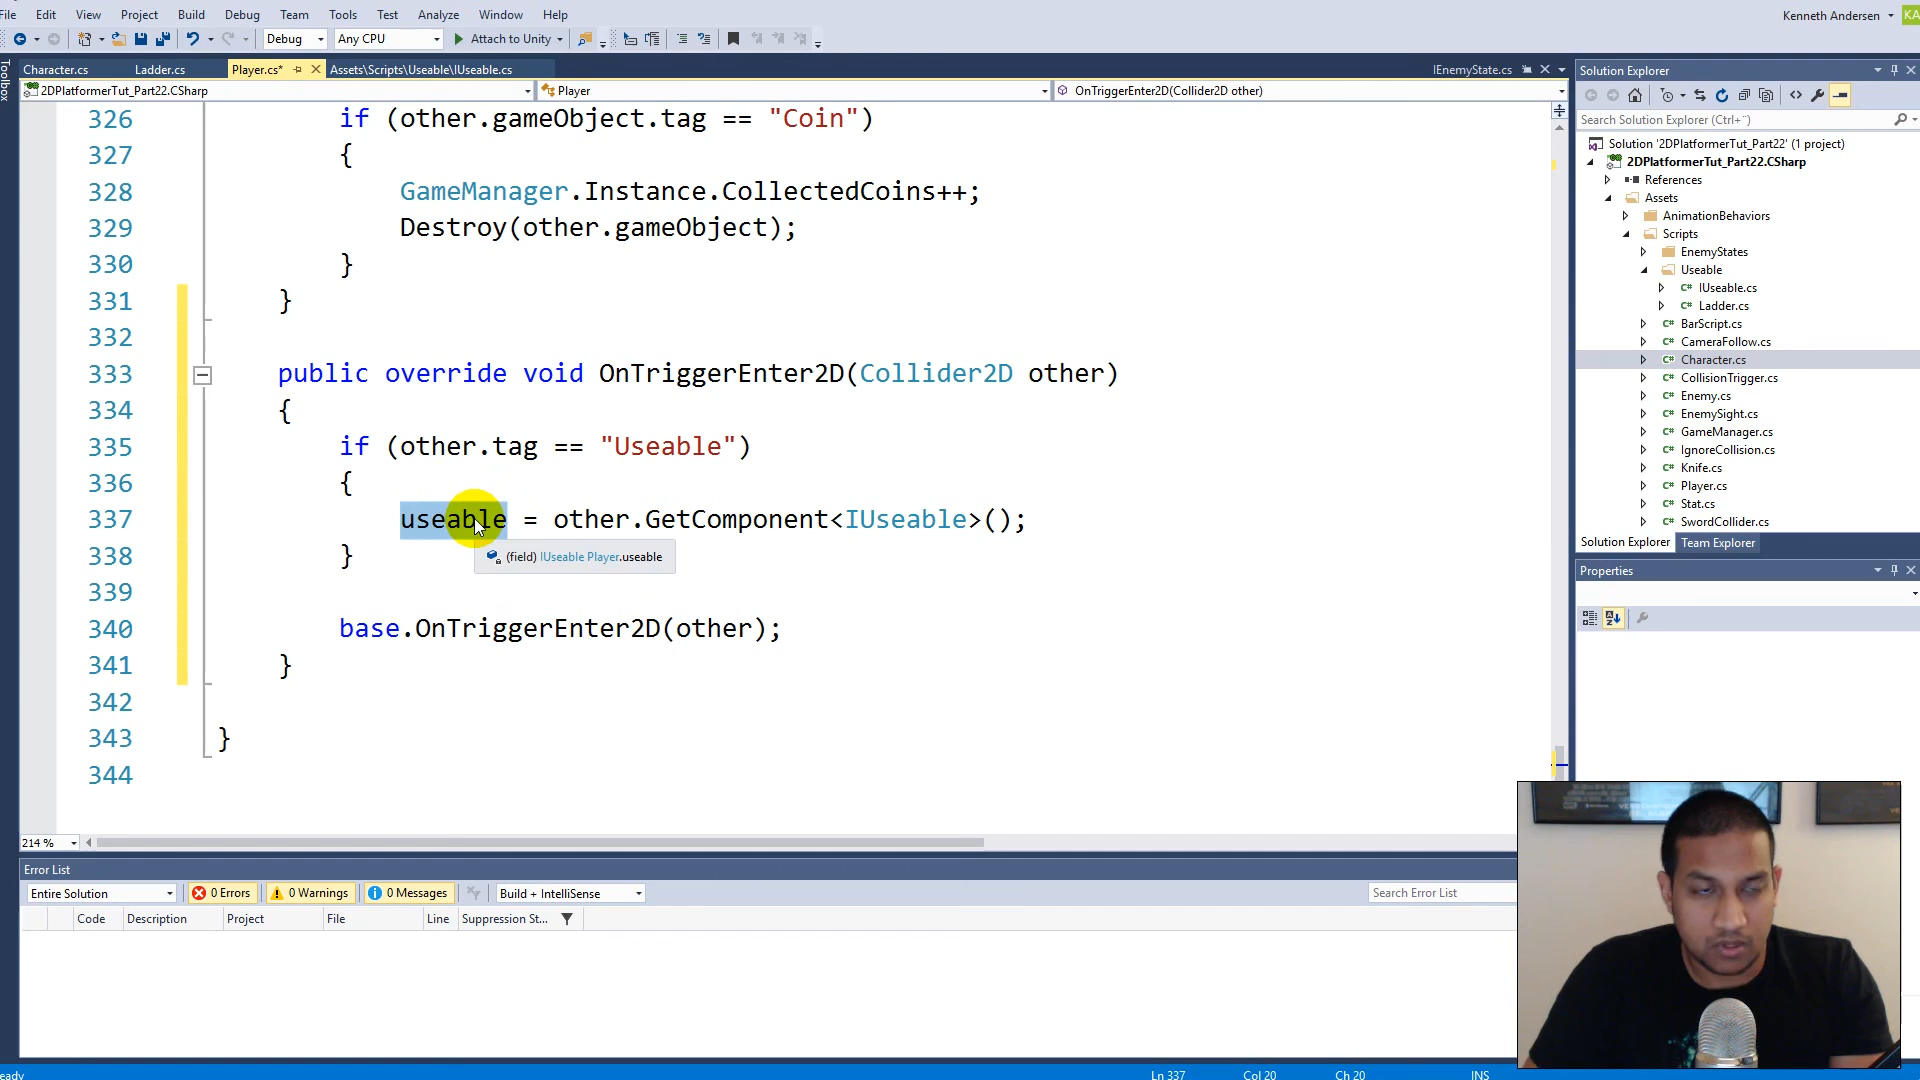 File Edit View Project Build Debug Team Tools Test Analyze Window Help
Kenneth Andersen KA
Debug Any CPU Attach to Unity
Toolbox
Character.cs Ladder.cs Player.cs* Assets\Scripts\Useable\IUseable.cs IEnemyState.cs
2DPlatformerTut_Part22.CSharp Player OnTriggerEnter2D(Collider2D other)
326 if (other.gameObject.tag == "Coin")
327 {
328 GameManager.Instance.CollectedCoins++;
329 Destroy(other.gameObject);
330 }
331 }
332
333 public override void OnTriggerEnter2D(Collider2D other)
334 {
335 if (other.tag == "Useable")
336 {
337 useable = other.GetComponent<IUseable>();
338 }
(field) IUseable Player.useable
339
340 base.OnTriggerEnter2D(other);
341 }
342
343 }
344
214 %
Solution Explorer
Search Solution Explorer (Ctrl+¨)
Solution '2DPlatformerTut_Part22' (1 project)
2DPlatformerTut_Part22.CSharp
References
Assets
AnimationBehaviors
Scripts
EnemyStates
Useable
C# IUseable.cs
C# Ladder.cs
C# BarScript.cs
C# CameraFollow.cs
C# Character.cs
C# CollisionTrigger.cs
C# Enemy.cs
C# EnemySight.cs
C# GameManager.cs
C# IgnoreCollision.cs
C# Knife.cs
C# Player.cs
C# Stat.cs
C# SwordCollider.cs
Solution Explorer Team Explorer
Properties
Error List
Entire Solution 0 Errors 0 Warnings 0 Messages Build + IntelliSense Search Error List
Code Description Project File Line Suppression St...
eady Ln 337 Col 20 Ch 20 INS